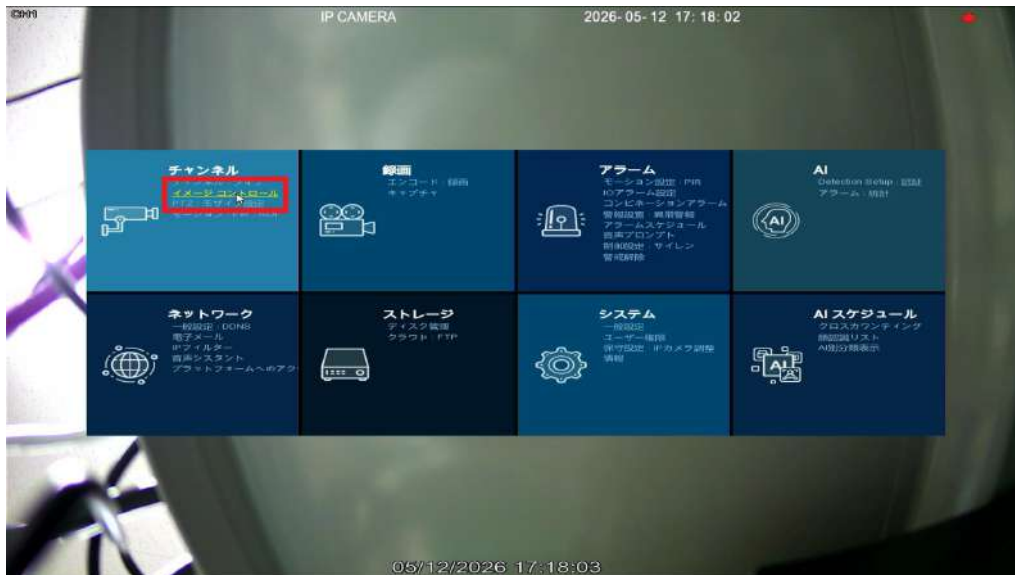 CH1
IP CAMERA
2026-05-12 17:18:02
チャンネル
イメージ コントロール
録画
エンコード 録画
キャプチャ
アラーム
モーション設定 PIR
IOアラーム設定
コンビネーションアラーム
警報設置 異常警報
アラームスケジュール
音声プロンプト
制御設定 サイレン
警戒解除
AI
Detection Setup 認証
アラーム 統計
ネットワーク
一般設定 DDNS
電子メール
IPフィルター
音声シスタント
プラットフォームへのアク
ストレージ
ディスク管理
クラウド FTP
システム
一般設定
ユーザー権限
保守設定 IPカメラ調整
情報
AI スケジュール
クロスカウンティング
顔認識リスト
AI別分類表示
05/12/2026 17:18:03